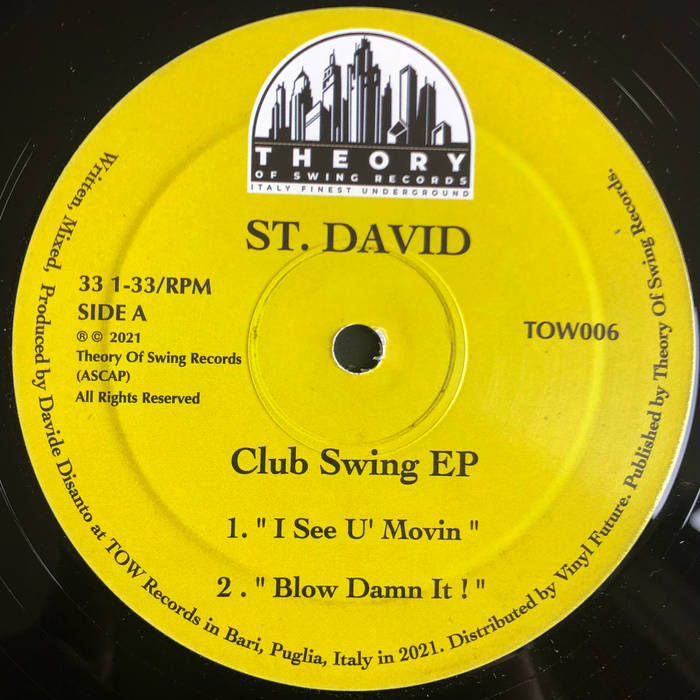 THEORY
OF SWING RECORDS
ITALY FINEST UNDERGROUND
ST. DAVID
33 1-33/RPM
SIDE A
℗ © 2021
Theory Of Swing Records
(ASCAP)
All Rights Reserved
TOW006
Club Swing EP
1. " I See U' Movin "
2 . " Blow Damn It ! "
Written, Mixed, Produced by Davide Disanto at TOW Records in Bari, Puglia, Italy in 2021. Distributed by Vinyl Future. Published by Theory Of Swing Records.